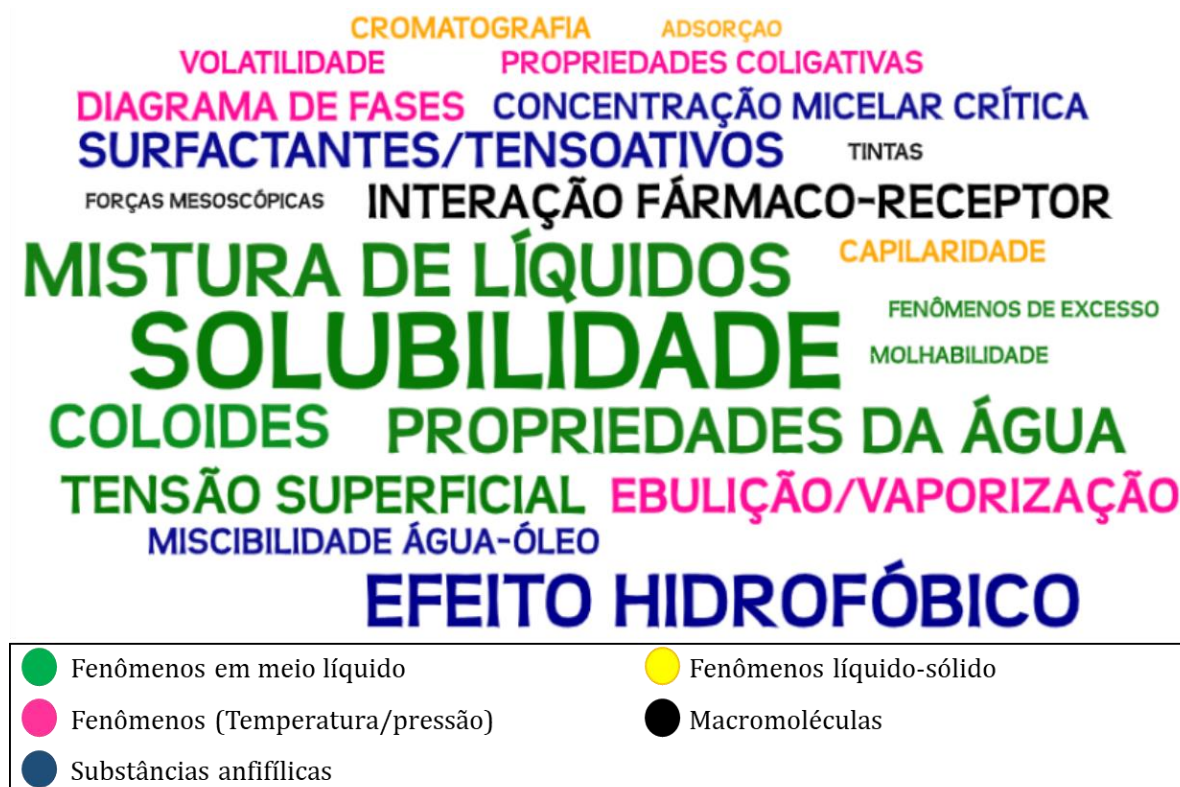 CROMATOGRAFIA ADSORÇAO
VOLATILIDADE PROPRIEDADES COLIGATIVAS
DIAGRAMA DE FASES CONCENTRAÇÃO MICELAR CRÍTICA
SURFACTANTES/TENSOATIVOS TINTAS
FORÇAS MESOSCÓPICAS INTERAÇÃO FÁRMACO-RECEPTOR
MISTURA DE LÍQUIDOS CAPILARIDADE
FENÔMENOS DE EXCESSO
SOLUBILIDADE MOLHABILIDADE
COLOIDES PROPRIEDADES DA ÁGUA
TENSÃO SUPERFICIAL EBULIÇÃO/VAPORIZAÇÃO
MISCIBILIDADE ÁGUA-ÓLEO
EFEITO HIDROFÓBICO
Fenômenos em meio líquido Fenômenos líquido-sólido
Fenômenos (Temperatura/pressão) Macromoléculas
Substâncias anfifílicas